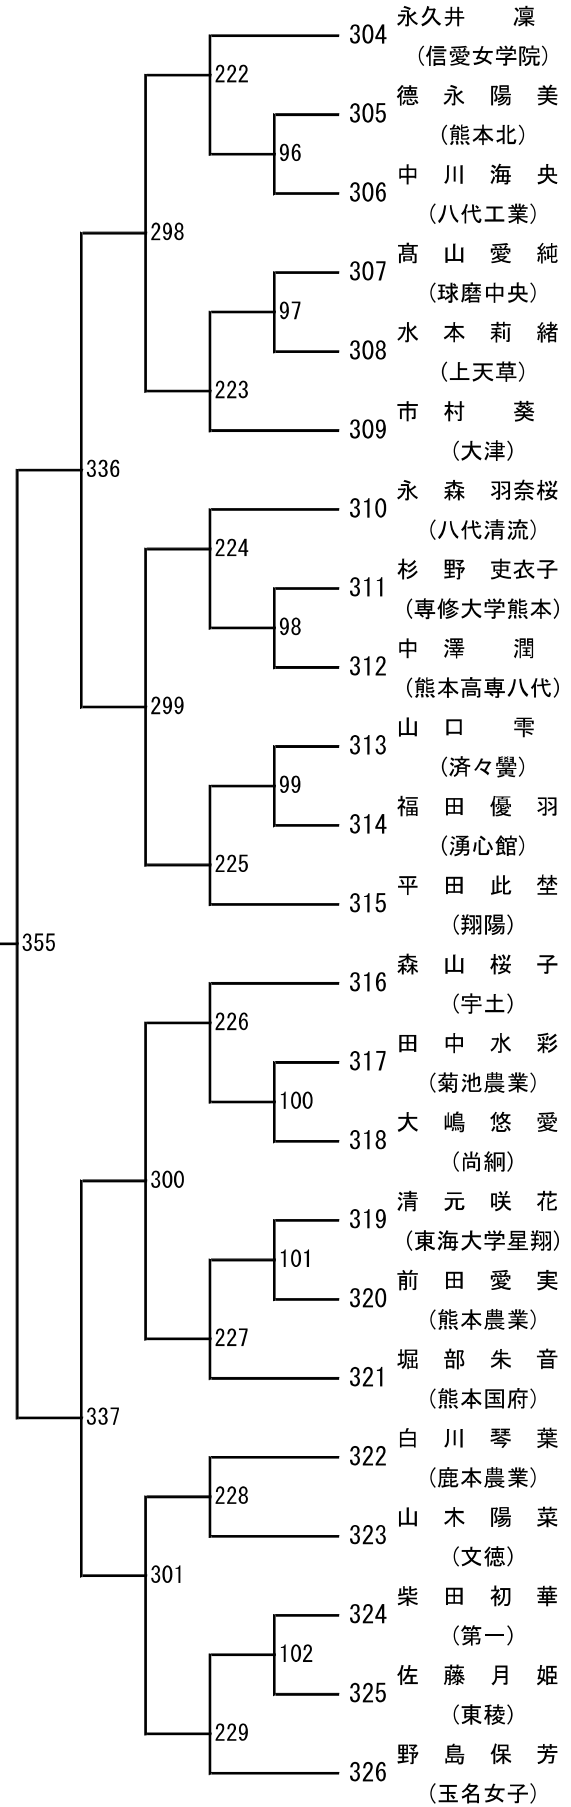 304 永久井 凜
(信愛女学院)
222
305 德永陽美
(熊本北)
96
306 中川海央
(八代工業)
298
307 髙山愛純
(球磨中央)
97
308 水本莉緒
(上天草)
223
309 市村 葵
(大津)
336
310 永森羽奈桜
(八代清流)
224
311 杉野吏衣子
(専修大学熊本)
98
312 中澤 潤
(熊本高専八代)
299
313 山口 雫
(済々黌)
99
314 福田優羽
(湧心館)
225
315 平田此埜
(翔陽)
355
316 森山桜子
(宇土)
226
317 田中水彩
(菊池農業)
100
318 大嶋悠愛
(尚絅)
300
319 清元咲花
(東海大学星翔)
101
320 前田愛実
(熊本農業)
227
321 堀部朱音
(熊本国府)
337
322 白川琴葉
(鹿本農業)
228
323 山木陽菜
(文徳)
301
324 柴田初華
(第一)
102
325 佐藤月姫
(東稜)
229
326 野島保芳
(玉名女子)